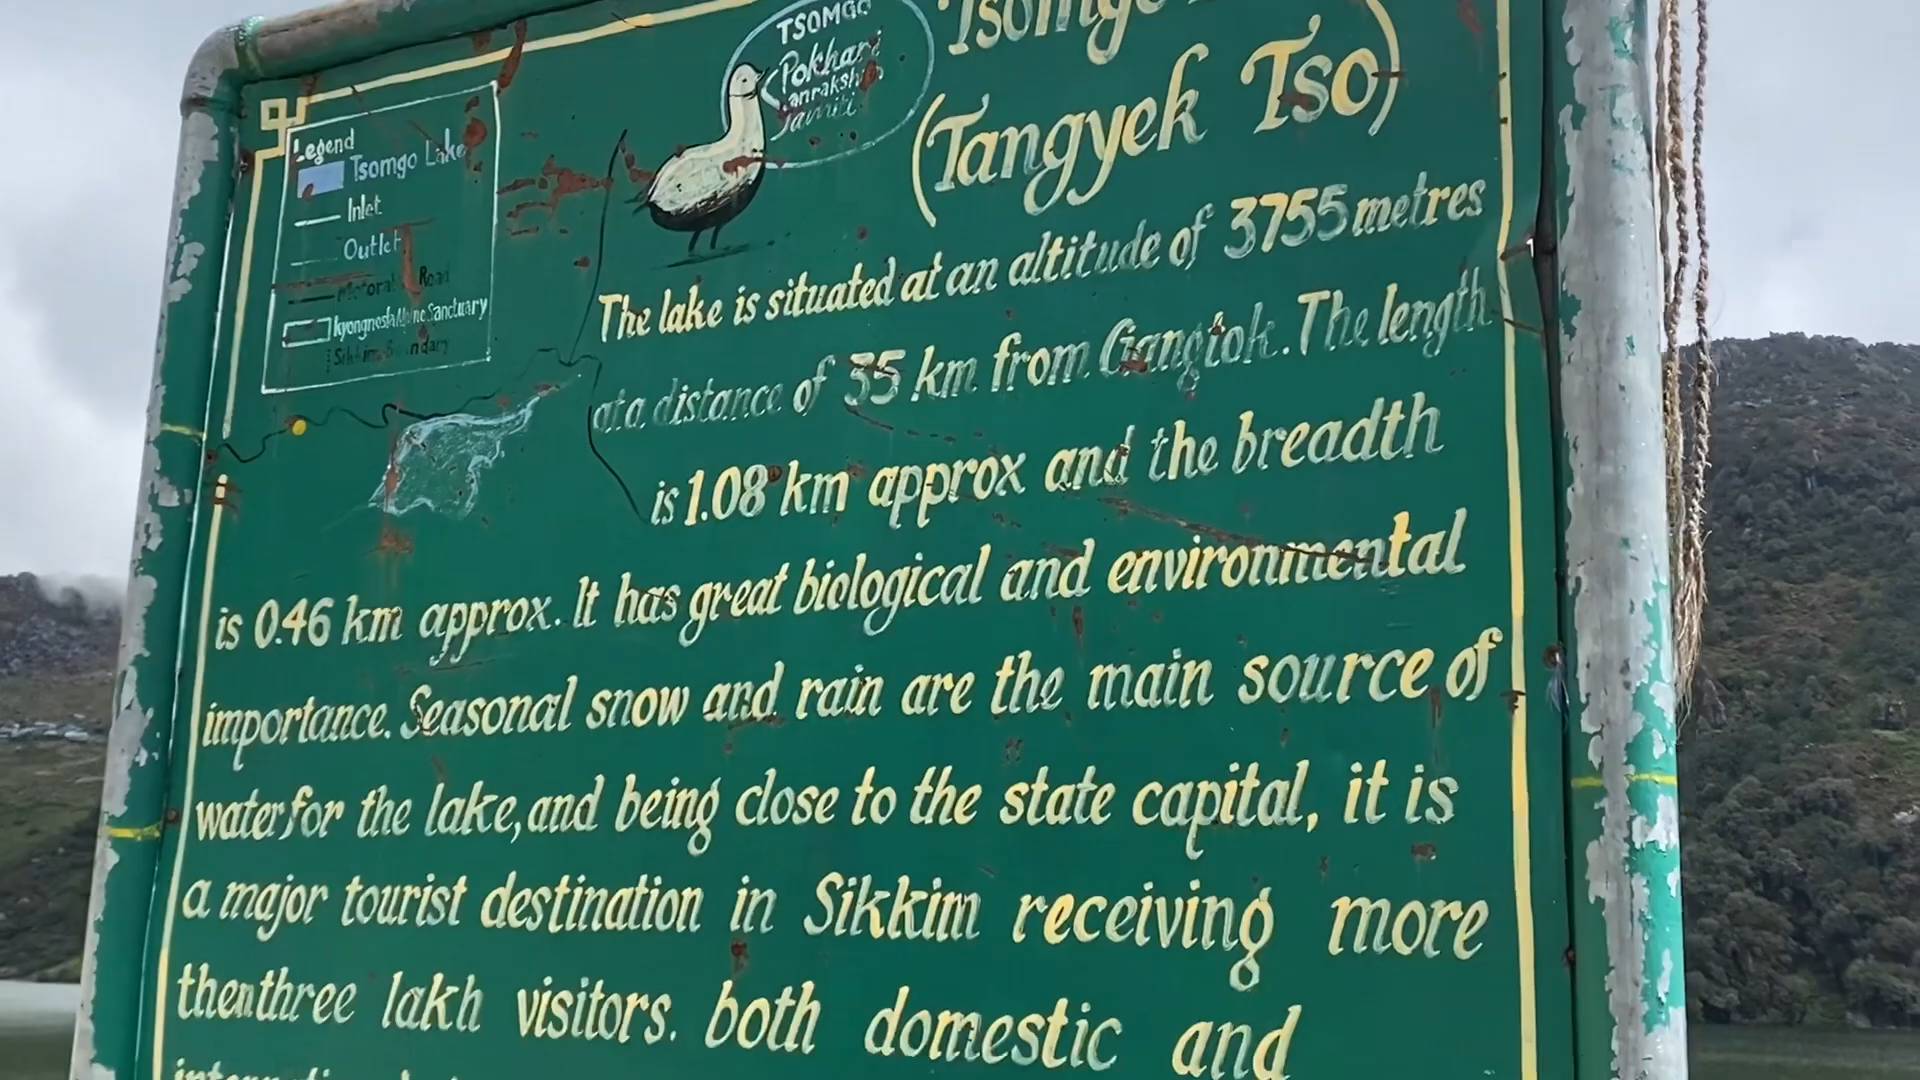 TSOMGO
Pokhari
Samiti
Tsomgo
(Tangyek Tso)
Legend
Tsomgo Lake
Inlet
Outlet
Road
Kyongnosla Alpine Sanctuary
Sikkim Boundary
The lake is situated at an altitude of 3755 metres
at a distance of 35 km from Gangtok. The length
is 1.08 km approx and the breadth
is 0.46 km approx. It has great biological and environmental
importance. Seasonal snow and rain are the main source of
water for the lake, and being close to the state capital, it is
a major tourist destination in Sikkim receiving more
then three lakh visitors. both domestic and